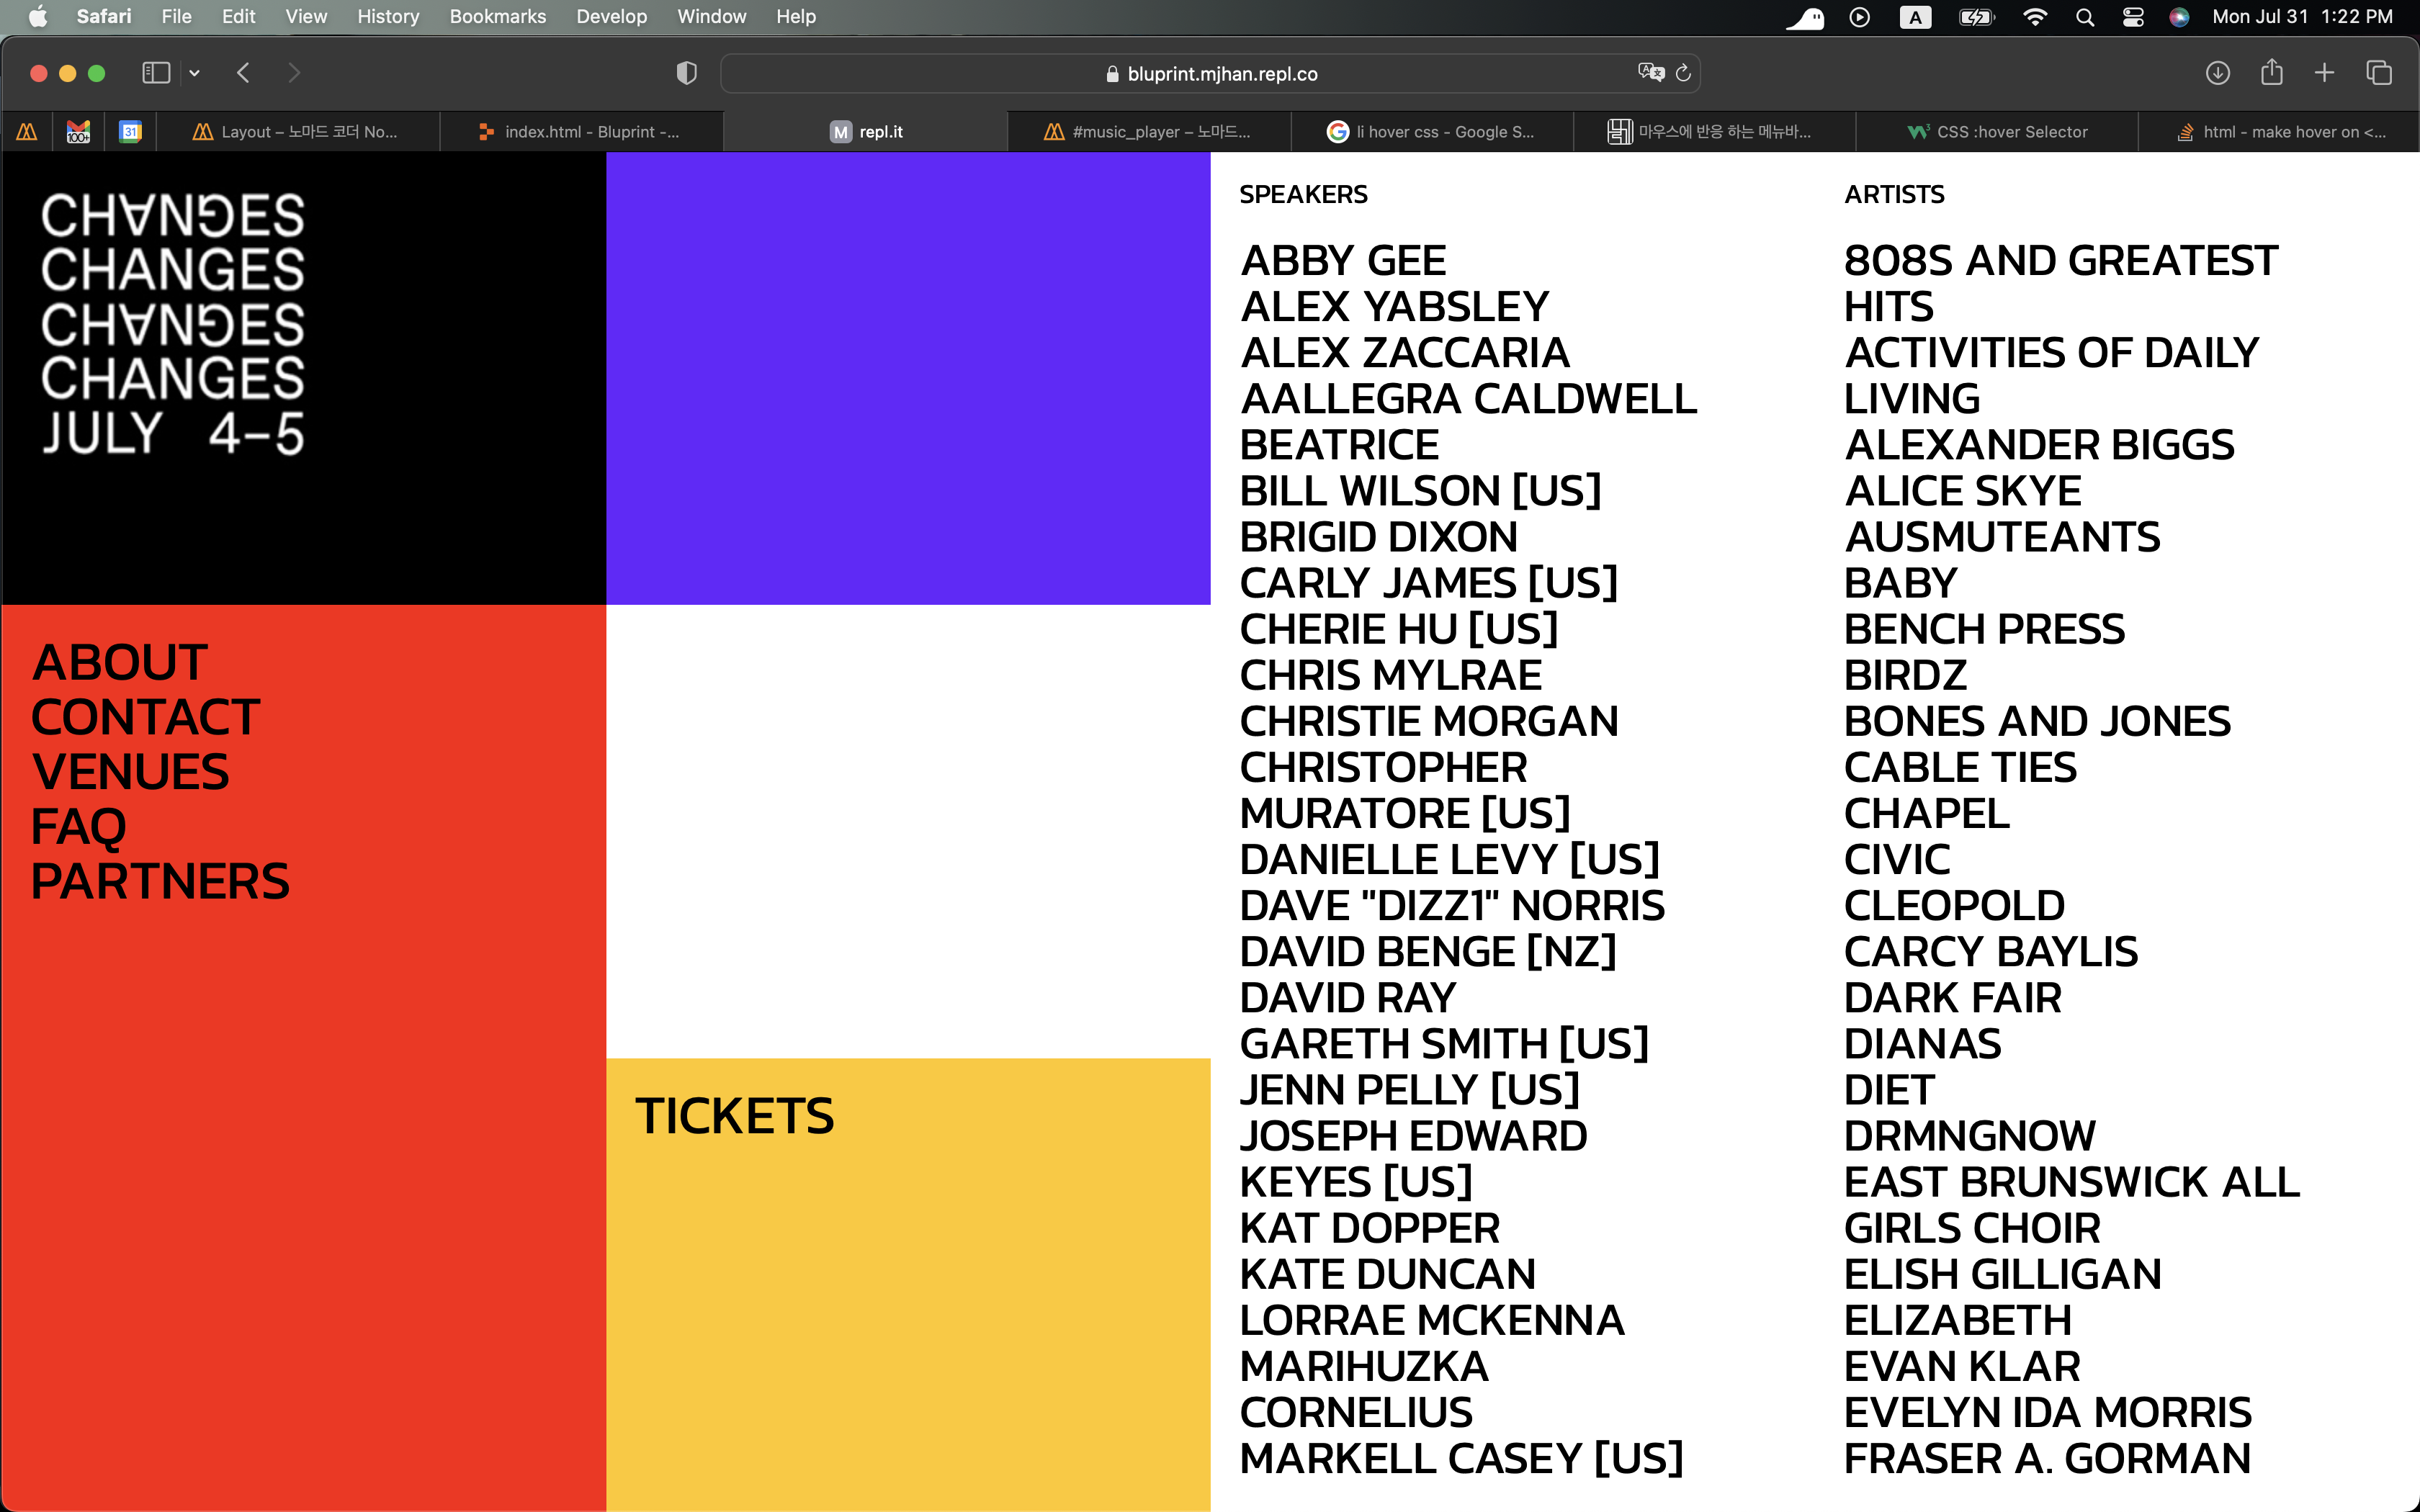 Safari File Edit View History Bookmarks Develop Window Help A Mon Jul 31 1:22 PM
bluprint.mjhan.repl.co
100+ 31 Layout – 노마드 코더 No... index.html - Bluprint -... M repl.it #music_player – 노마드... li hover css - Google S... 마우스에 반응 하는 메뉴바... CSS :hover Selector html - make hover on <...
CHⱯNƃES
CHANGES
CHⱯNƃES
CHANGES
JULY 4–5
ABOUT
CONTACT
VENUES
FAQ
PARTNERS
TICKETS
SPEAKERS
ABBY GEE
ALEX YABSLEY
ALEX ZACCARIA
AALLEGRA CALDWELL
BEATRICE
BILL WILSON [US]
BRIGID DIXON
CARLY JAMES [US]
CHERIE HU [US]
CHRIS MYLRAE
CHRISTIE MORGAN
CHRISTOPHER
MURATORE [US]
DANIELLE LEVY [US]
DAVE "DIZZ1" NORRIS
DAVID BENGE [NZ]
DAVID RAY
GARETH SMITH [US]
JENN PELLY [US]
JOSEPH EDWARD
KEYES [US]
KAT DOPPER
KATE DUNCAN
LORRAE MCKENNA
MARIHUZKA
CORNELIUS
MARKELL CASEY [US]
ARTISTS
808S AND GREATEST
HITS
ACTIVITIES OF DAILY
LIVING
ALEXANDER BIGGS
ALICE SKYE
AUSMUTEANTS
BABY
BENCH PRESS
BIRDZ
BONES AND JONES
CABLE TIES
CHAPEL
CIVIC
CLEOPOLD
CARCY BAYLIS
DARK FAIR
DIANAS
DIET
DRMNGNOW
EAST BRUNSWICK ALL
GIRLS CHOIR
ELISH GILLIGAN
ELIZABETH
EVAN KLAR
EVELYN IDA MORRIS
FRASER A. GORMAN